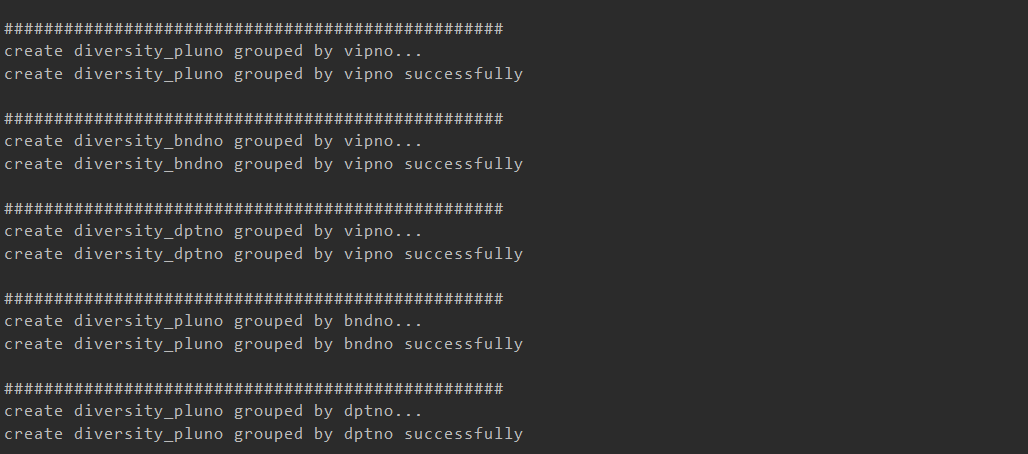 ##################################################
create diversity_pluno grouped by vipno...
create diversity_pluno grouped by vipno successfully
##################################################
create diversity_bndno grouped by vipno...
create diversity_bndno grouped by vipno successfully
##################################################
create diversity_dptno grouped by vipno...
create diversity_dptno grouped by vipno successfully
##################################################
create diversity_pluno grouped by bndno...
create diversity_pluno grouped by bndno successfully
##################################################
create diversity_pluno grouped by dptno...
create diversity_pluno grouped by dptno successfully